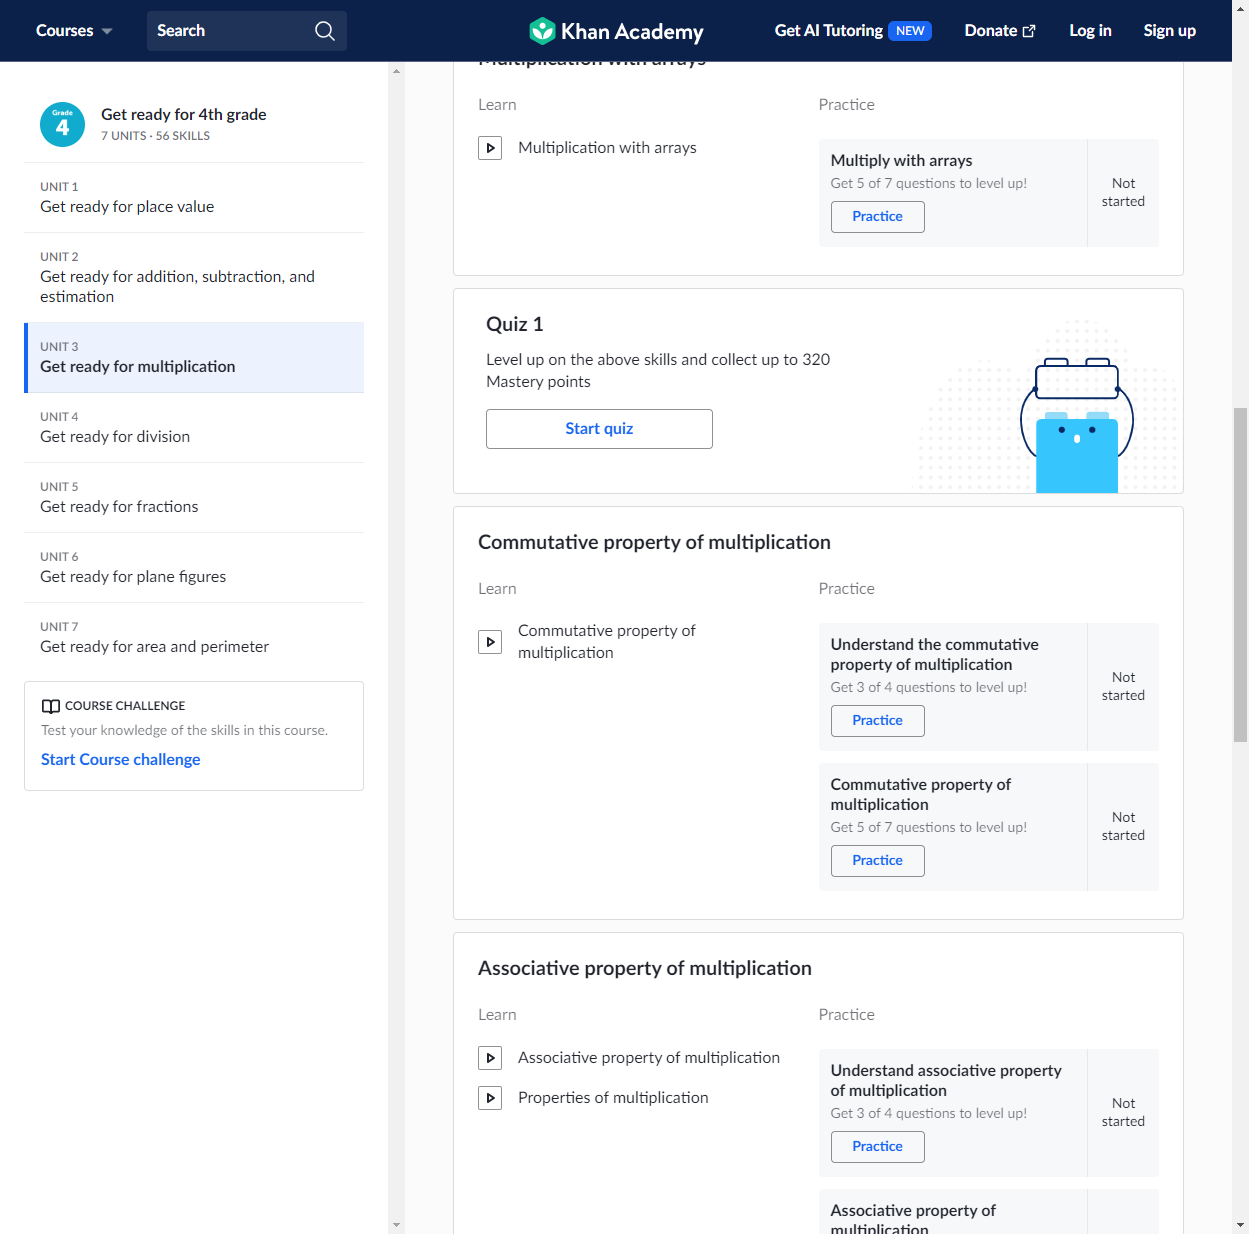 Courses
Search
Khan Academy
Get AI Tutoring NEW
Donate
Log in
Sign up
Grade
4
Get ready for 4th grade
7 UNITS · 56 SKILLS
UNIT 1
Get ready for place value
UNIT 2
Get ready for addition, subtraction, and
estimation
UNIT 3
Get ready for multiplication
UNIT 4
Get ready for division
UNIT 5
Get ready for fractions
UNIT 6
Get ready for plane figures
UNIT 7
Get ready for area and perimeter
COURSE CHALLENGE
Test your knowledge of the skills in this course.
Start Course challenge
Multiplication with arrays
Learn
Multiplication with arrays
Practice
Multiply with arrays
Get 5 of 7 questions to level up!
Practice
Not
started
Quiz 1
Level up on the above skills and collect up to 320
Mastery points
Start quiz
Commutative property of multiplication
Learn
Commutative property of
multiplication
Practice
Understand the commutative
property of multiplication
Get 3 of 4 questions to level up!
Practice
Not
started
Commutative property of
multiplication
Get 5 of 7 questions to level up!
Practice
Not
started
Associative property of multiplication
Learn
Associative property of multiplication
Properties of multiplication
Practice
Understand associative property
of multiplication
Get 3 of 4 questions to level up!
Practice
Not
started
Associative property of
multiplication